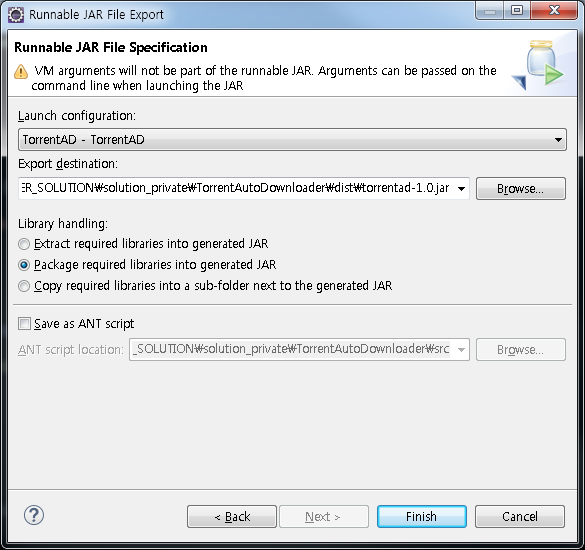 Runnable JAR File Export
Runnable JAR File Specification
VM arguments will not be part of the runnable JAR. Arguments can be passed on the
command line when launching the JAR
Launch configuration:
TorrentAD - TorrentAD
Export destination:
ER_SOLUTION₩solution_private₩TorrentAutoDownloader₩dist₩torrentad-1.0.jar
Browse...
Library handling:
Extract required libraries into generated JAR
Package required libraries into generated JAR
Copy required libraries into a sub-folder next to the generated JAR
Save as ANT script
ANT script location:
_SOLUTION₩solution_private₩TorrentAutoDownloader₩src
Browse...
?
< Back
Next >
Finish
Cancel